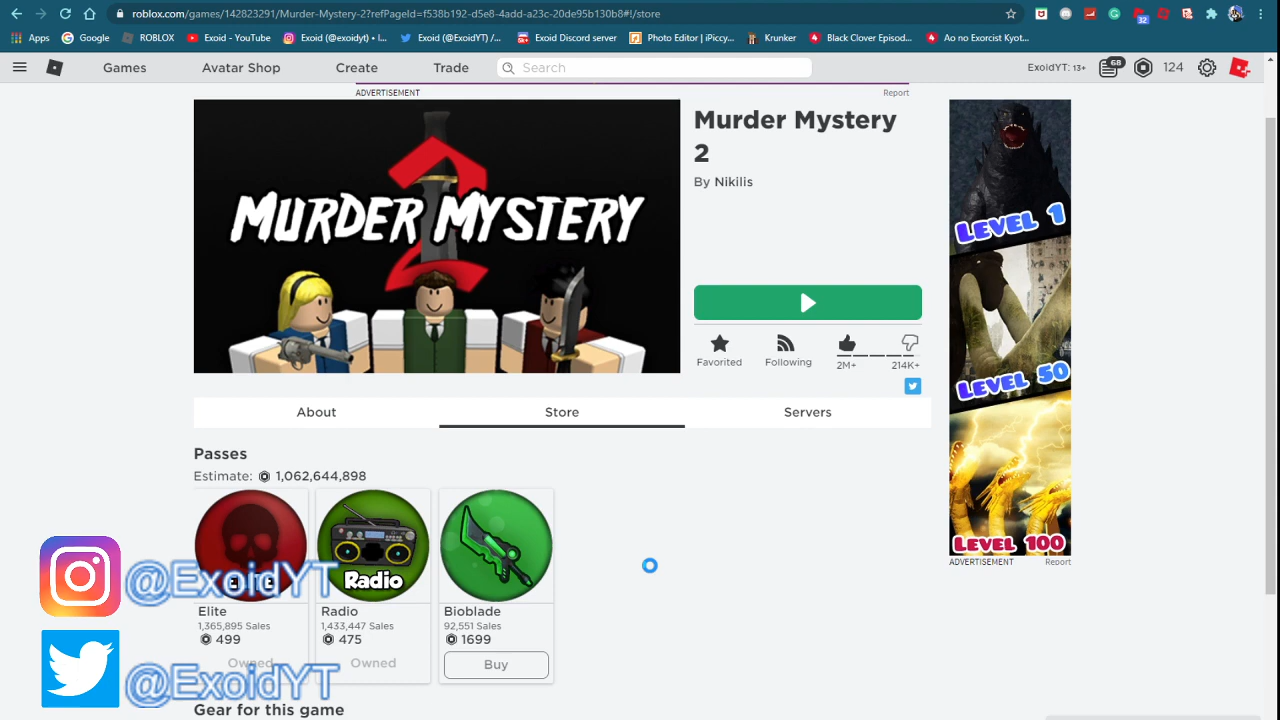 roblox.com/games/142823291/Murder-Mystery-2?refPageId=f538b192-d5e8-4add-a23c-20de95b130b8#!/store
32
Apps Google ROBLOX Exoid - YouTube Exoid (@exoidyt) • I... Exoid (@ExoidYT) /... Exoid Discord server Photo Editor | iPiccy... Krunker Black Clover Episod... Ao no Exorcist Kyot...
Games Avatar Shop Create Trade Search ExoidYT: 13+ 68 124
ADVERTISEMENT Report
MURDER MYSTERY
2
Murder Mystery
2
By Nikilis
Favorited Following 2M+ 214K+
About Store Servers
LEVEL 1
LEVEL 50
LEVEL 100
ADVERTISEMENT Report
Passes
Estimate: 1,062,644,898
Radio
Elite Radio Bioblade
1,365,895 Sales 1,433,447 Sales 92,551 Sales
499 475 1699
Owned Owned Buy
@ExoidYT
@ExoidYT
Gear for this game